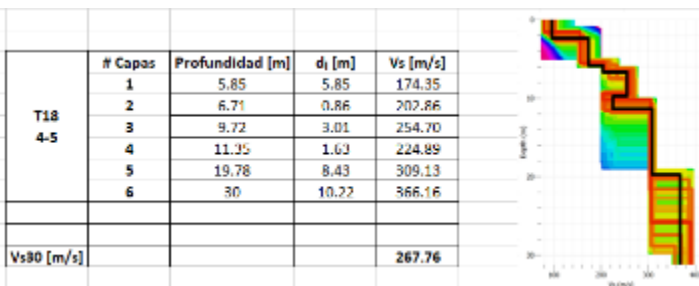 # Capas Profundidad [m] di [m] Vs [m/s]
1 5.85 5.85 174.35
2 6.71 0.86 202.86
T18
4-5
3 9.72 3.01 254.70
4 11.35 1.63 224.89
5 19.78 8.43 309.13
6 30 10.22 366.16
Vs30 [m/s] 267.76